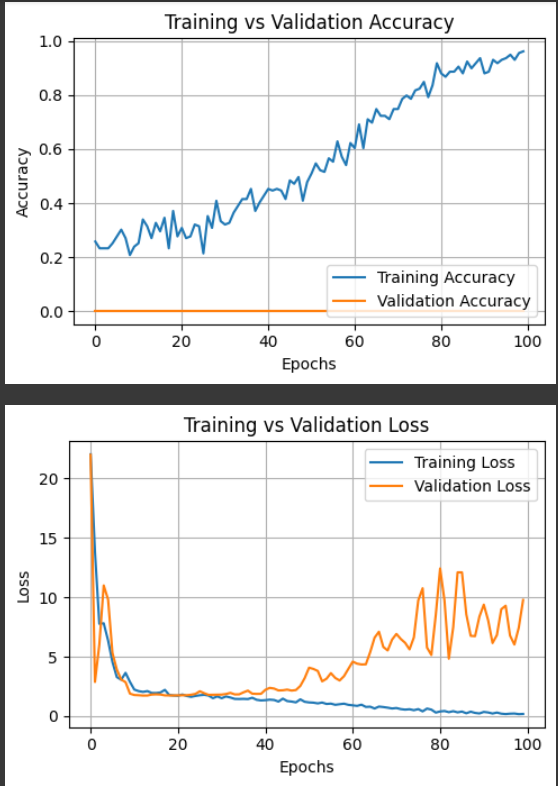 Training vs Validation Accuracy
1.0
0.8
0.6
0.4
0.2
0.0
Accuracy
Training Accuracy
Validation Accuracy
0 20 40 60 80 100
Epochs
Training vs Validation Loss
20
15
10
5
0
Loss
Training Loss
Validation Loss
0 20 40 60 80 100
Epochs